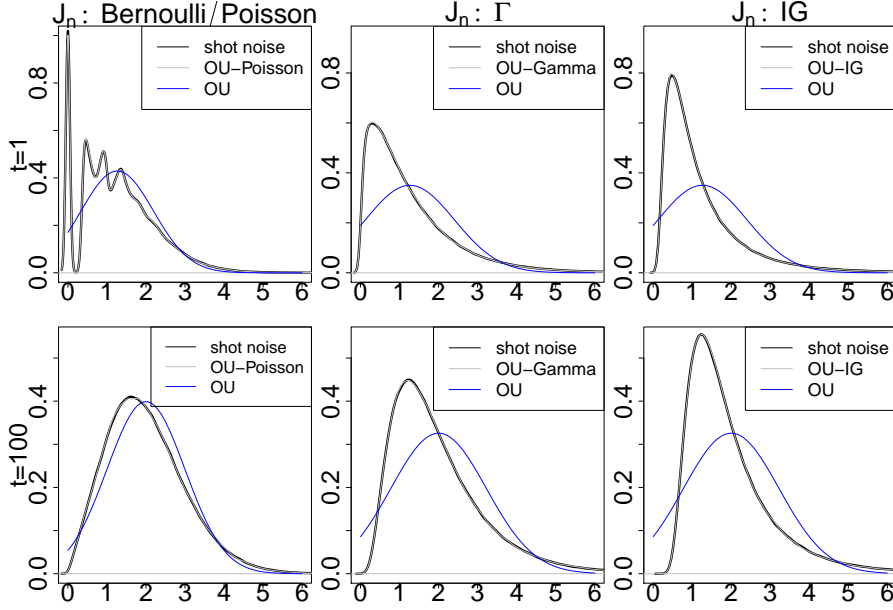 Jn: Bernoulli/Poisson
Jn: Γ
Jn: IG
t=1
0.0 0.4 0.8
shot noise
OU−Poisson
OU
0 1 2 3 4 5 6
0.0 0.4 0.8
shot noise
OU−Gamma
OU
0 1 2 3 4 5 6
0.0 0.4 0.8
shot noise
OU−IG
OU
0 1 2 3 4 5 6
t=100
0.0 0.2 0.4
shot noise
OU−Poisson
OU
0 1 2 3 4 5 6
0.0 0.2 0.4
shot noise
OU−Gamma
OU
0 1 2 3 4 5 6
0.0 0.2 0.4
shot noise
OU−IG
OU
0 1 2 3 4 5 6